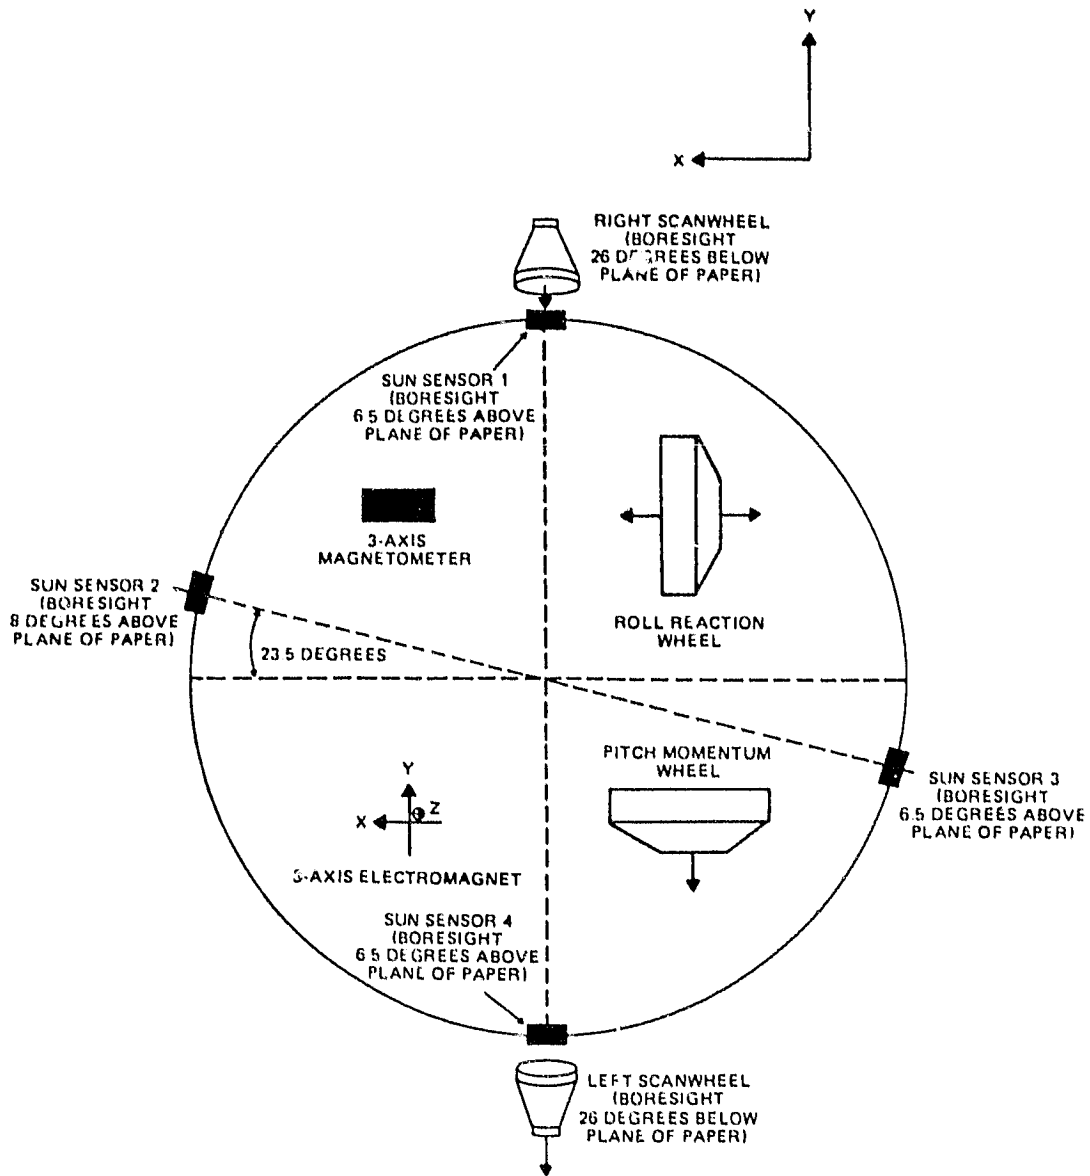 Y
X
RIGHT SCANWHEEL
(BORESIGHT
26 DEGREES BELOW
PLANE OF PAPER)
SUN SENSOR 1
(BORESIGHT
6.5 DEGREES ABOVE
PLANE OF PAPER)
3-AXIS
MAGNETOMETER
SUN SENSOR 2
(BORESIGHT
8 DEGREES ABOVE
PLANE OF PAPER)
23.5 DEGREES
ROLL REACTION
WHEEL
PITCH MOMENTUM
WHEEL
SUN SENSOR 3
(BORESIGHT
6.5 DEGREES ABOVE
PLANE OF PAPER)
Y
Z
X
3-AXIS ELECTROMAGNET
SUN SENSOR 4
(BORESIGHT
6.5 DEGREES ABOVE
PLANE OF PAPER)
LEFT SCANWHEEL
(BORESIGHT
26 DEGREES BELOW
PLANE OF PAPER)